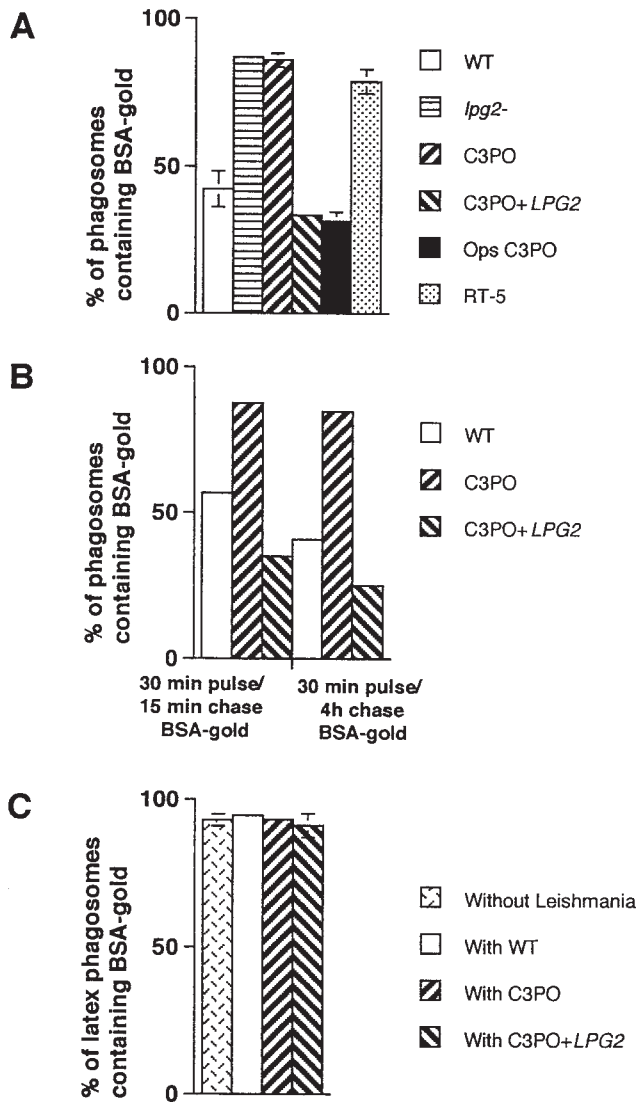 A
% of phagosomes
containing BSA-gold
100
50
0
WT
lpg2-
C3PO
C3PO+LPG2
Ops C3PO
RT-5
B
% of phagosomes
containing BSA-gold
100
50
0
30 min pulse/
15 min chase
BSA-gold
30 min pulse/
4h chase
BSA-gold
WT
C3PO
C3PO+LPG2
C
% of latex phagosomes
containing BSA-gold
100
50
0
Without Leishmania
With WT
With C3PO
With C3PO+LPG2